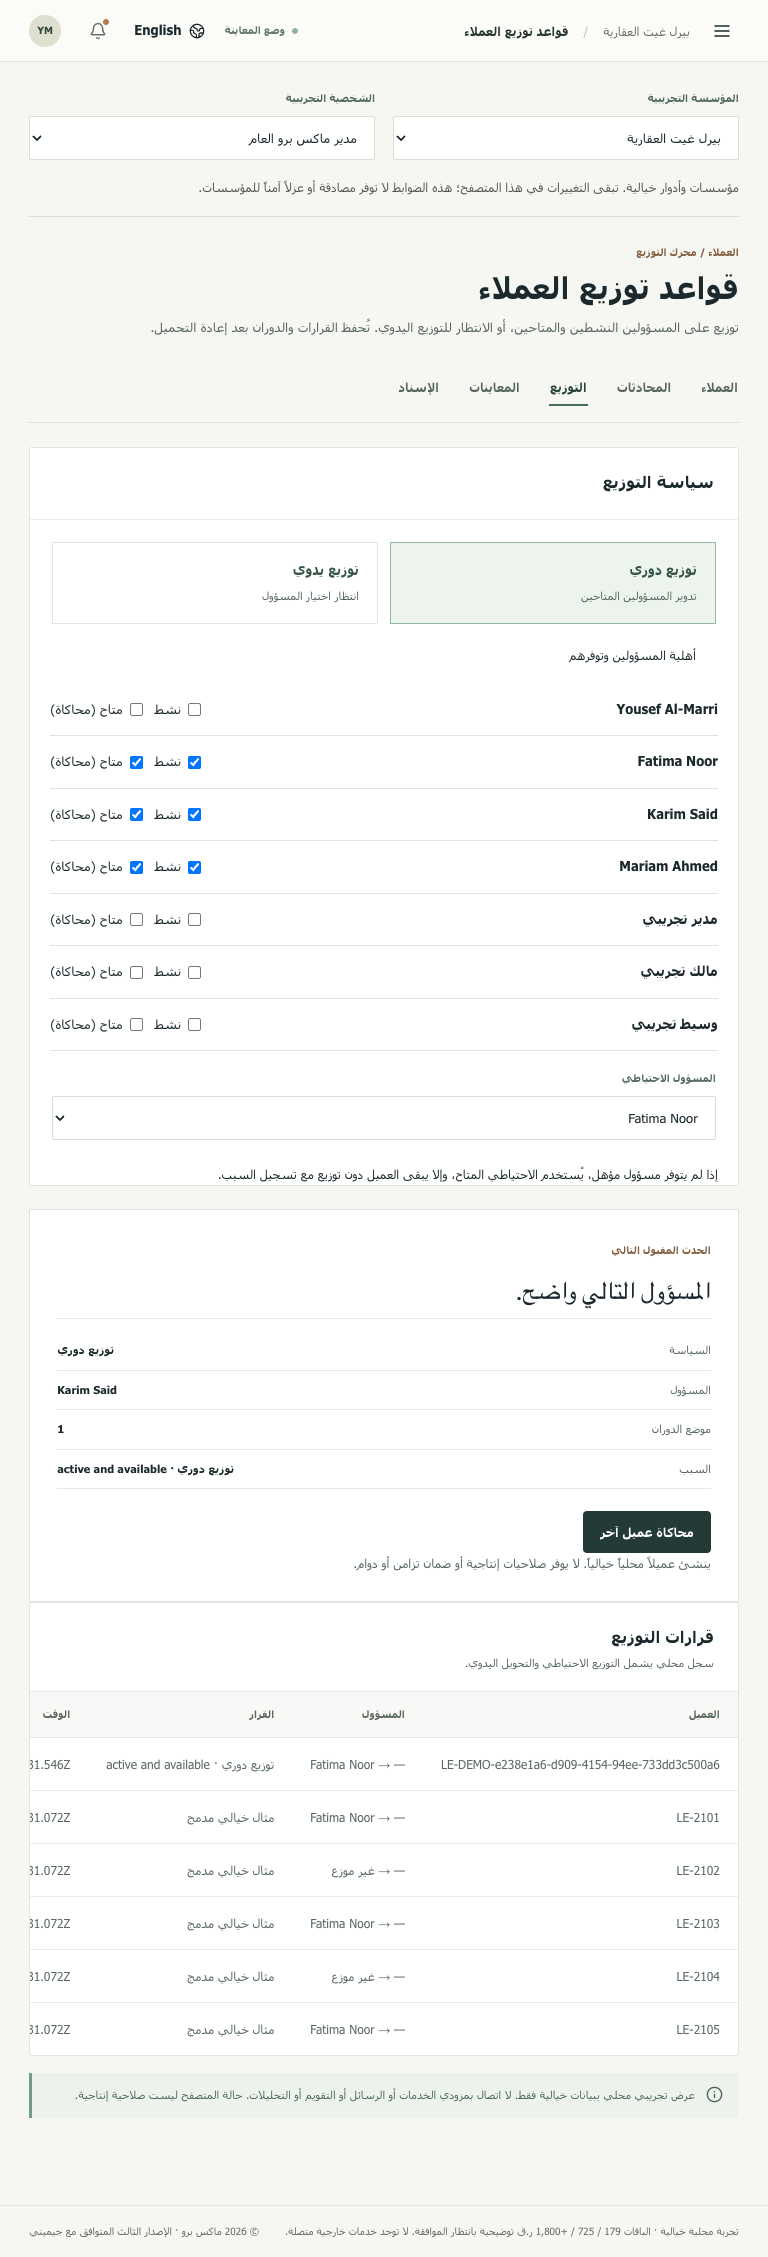 بيرل غيت العقارية / قواعد توزيع العملاء
وضع المعاينة
English
YM
المؤسسة التجريبية
بيرل غيت العقارية
الشخصية التجريبية
مدير ماكس برو العام
مؤسسات وأدوار خيالية. تبقى التغييرات في هذا المتصفح؛ هذه الضوابط لا توفر مصادقة أو عزلاً آمناً للمؤسسات.
العملاء / محرك التوزيع
قواعد توزيع العملاء
توزيع على المسؤولين النشطين والمتاحين، أو الانتظار للتوزيع اليدوي. تُحفظ القرارات والدوران بعد إعادة التحميل.
العملاء المحادثات التوزيع المعاينات الإسناد
سياسة التوزيع
توزيع دوري
تدوير المسؤولين المتاحين
توزيع يدوي
انتظار اختيار المسؤول
أهلية المسؤولين وتوفرهم
Yousef Al-Marri نشط متاح (محاكاة)
Fatima Noor نشط متاح (محاكاة)
Karim Said نشط متاح (محاكاة)
Mariam Ahmed نشط متاح (محاكاة)
مدير تجريبي نشط متاح (محاكاة)
مالك تجريبي نشط متاح (محاكاة)
وسيط تجريبي نشط متاح (محاكاة)
المسؤول الاحتياطي
Fatima Noor
إذا لم يتوفر مسؤول مؤهل، يُستخدم الاحتياطي المتاح، وإلا يبقى العميل دون توزيع مع تسجيل السبب.
الحدث المقبول التالي
المسؤول التالي واضح.
السياسة توزيع دوري
المسؤول Karim Said
موضع الدوران 1
السبب توزيع دوري · active and available
محاكاة عميل آخر
ينشئ عميلاً محلياً خيالياً. لا يوفر صلاحيات إنتاجية أو ضمان تزامن أو دوام.
قرارات التوزيع
سجل محلي يشمل التوزيع الاحتياطي والتحويل اليدوي.
العميل المسؤول القرار الوقت
LE-DEMO-e238e1a6-d909-4154-94ee-733dd3c500a6 — → Fatima Noor توزيع دوري · active and available 31.546Z
LE-2101 — → Fatima Noor مثال خيالي مدمج 31.072Z
LE-2102 — → غير موزع مثال خيالي مدمج 31.072Z
LE-2103 — → Fatima Noor مثال خيالي مدمج 31.072Z
LE-2104 — → غير موزع مثال خيالي مدمج 31.072Z
LE-2105 — → Fatima Noor مثال خيالي مدمج 31.072Z
عرض تجريبي محلي ببيانات خيالية فقط. لا اتصال بمزودي الخدمات أو الرسائل أو التقويم أو التحليلات. حالة المتصفح ليست صلاحية إنتاجية.
تجربة محلية خيالية · الباقات 179 / 725 / +1,800 ر.ق توضيحية بانتظار الموافقة. لا توجد خدمات خارجية متصلة.
© 2026 ماكس برو · الإصدار الثالث المتوافق مع جيميني